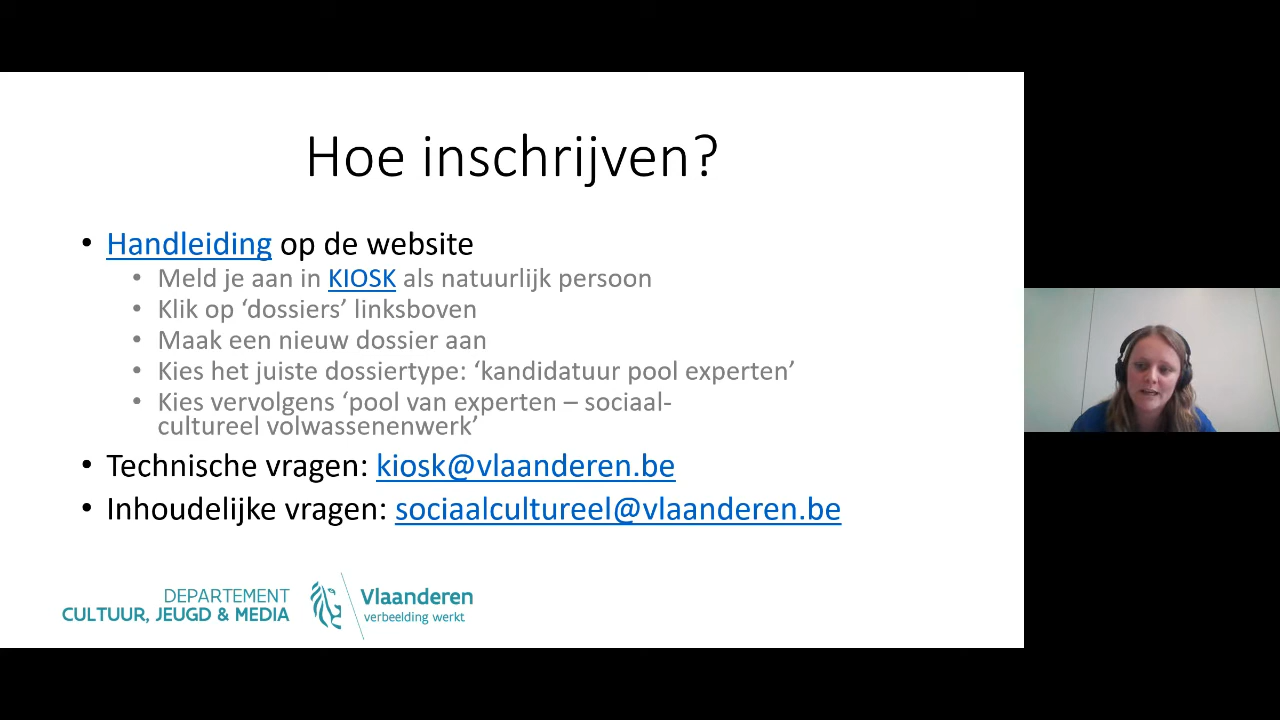 Hoe inschrijven?
• Handleiding op de website
• Meld je aan in KIOSK als natuurlijk persoon
• Klik op ‘dossiers’ linksboven
• Maak een nieuw dossier aan
• Kies het juiste dossiertype: ‘kandidatuur pool experten’
• Kies vervolgens ‘pool van experten – sociaal-
cultureel volwassenenwerk’
• Technische vragen: kiosk@vlaanderen.be
• Inhoudelijke vragen: sociaalcultureel@vlaanderen.be
DEPARTEMENT
CULTUUR, JEUGD & MEDIA
Vlaanderen
verbeelding werkt